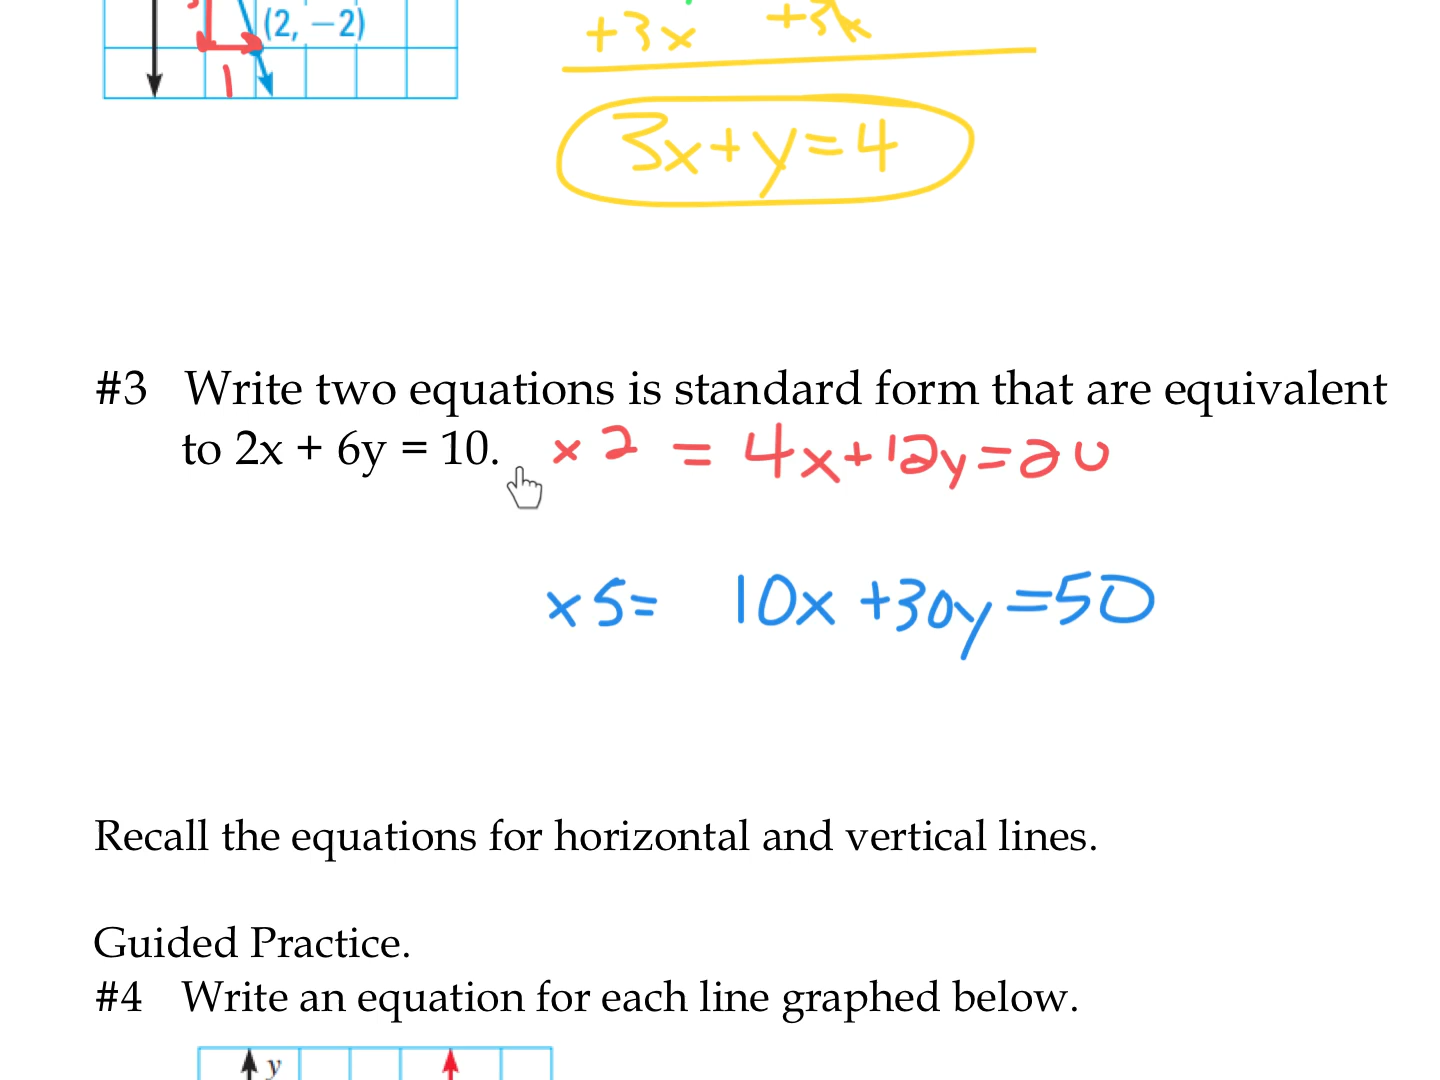 (2, −2)
1
+3x +3x
3x+y=4
#3 Write two equations is standard form that are equivalent
to 2x + 6y = 10. x 2 = 4x+12y=20
x5= 10x +30y=50
Recall the equations for horizontal and vertical lines.
Guided Practice.
#4 Write an equation for each line graphed below.
y